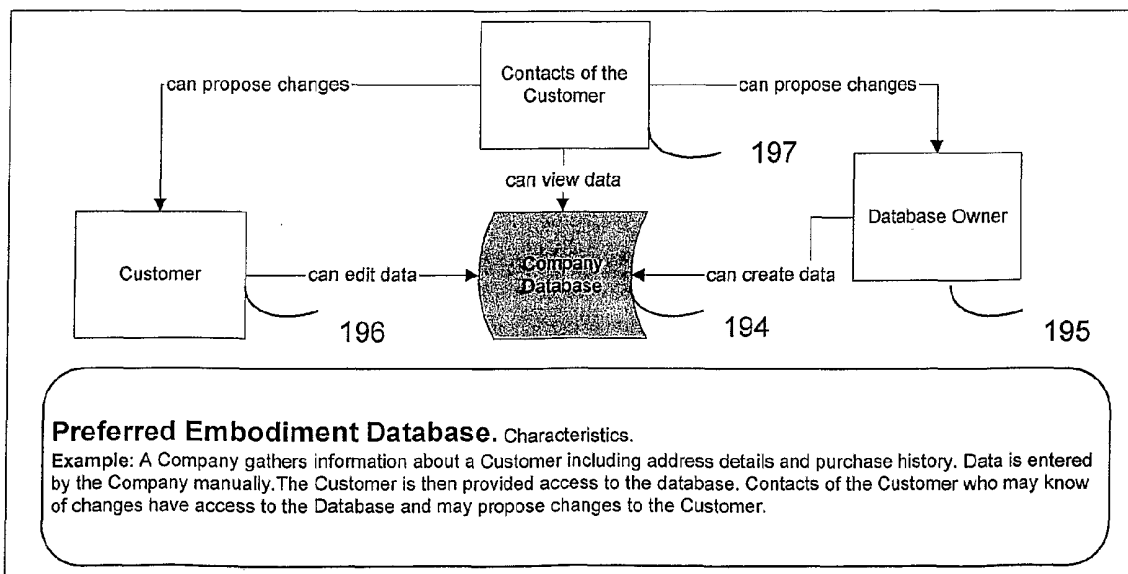 Contacts of the
Customer
can propose changes
can propose changes
197
can view data
Database Owner
Customer
can edit data
Company
Database
can create data
196
194
195
Preferred Embodiment Database. Characteristics.
Example: A Company gathers information about a Customer including address details and purchase history. Data is entered
by the Company manually.The Customer is then provided access to the database. Contacts of the Customer who may know
of changes have access to the Database and may propose changes to the Customer.